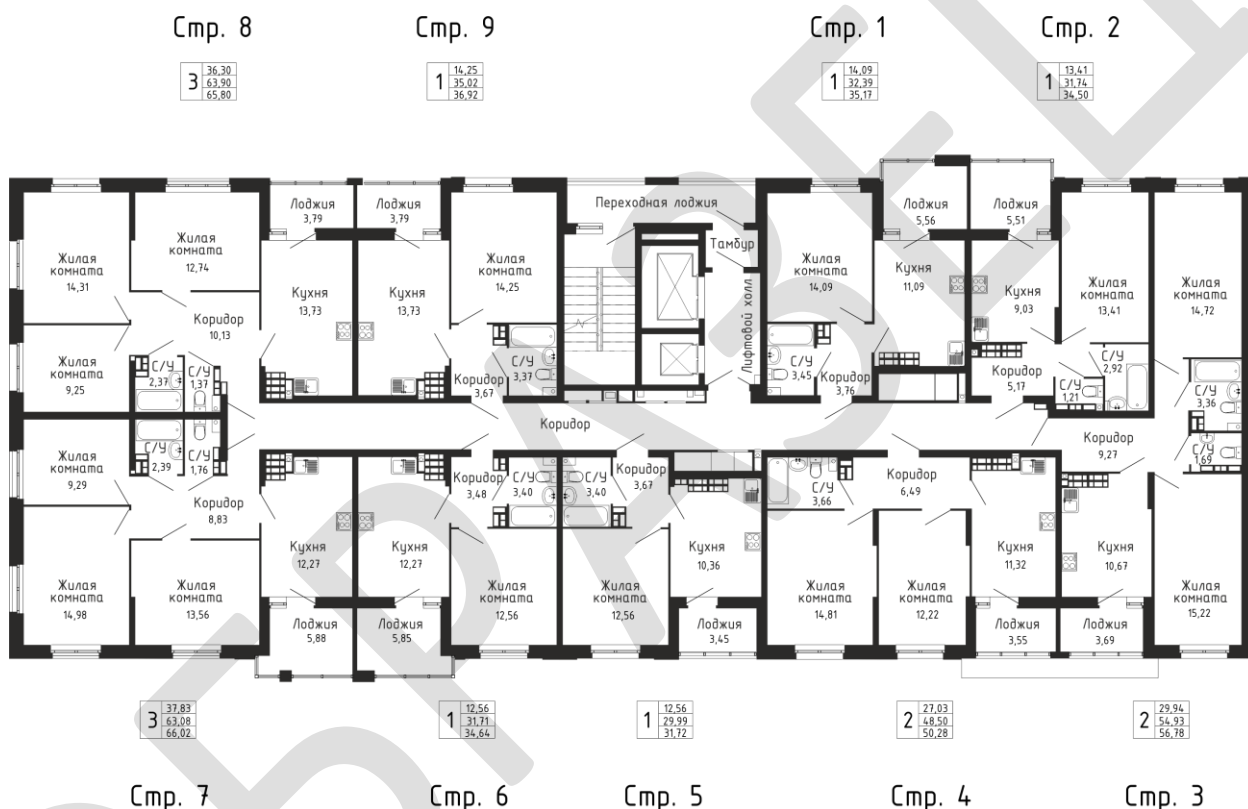 Стр. 8
Стр. 9
Стр. 1
Стр. 2
3
36,30
63,90
65,80
1
14,25
35,02
36,92
1
14,09
32,39
35,17
1
13,41
31,74
34,50
Жилая
комната
14.31
Жилая
комната
12.74
Лоджия
3,79
Лоджия
3,79
Жилая
комната
14.25
Переходная лоджия
Тамбур
Лифтовой холл
Жилая
комната
14.09
Лоджия
5,56
Лоджия
5,51
Кухня
11,09
Кухня
9,03
Жилая
комната
13.41
Жилая
комната
14.72
Коридор
10,13
Кухня
13,73
Кухня
13,73
Жилая
комната
9.25
С/У
2,37
С/У
1,37
Коридор
3,67
С/У
3,37
С/У
3,45
Коридор
3,76
Коридор
5,17
С/У
1,21
С/У
2,92
С/У
3,36
Коридор
Жилая
комната
9.29
С/У
2,39
С/У
1,76
Коридор
8,83
Коридор
3,48
С/У
3,40
С/У
3,40
Коридор
3,67
С/У
3,66
Коридор
6,49
Коридор
9,27
С/У
1,69
Жилая
комната
14.98
Жилая
комната
13.56
Кухня
12,27
Кухня
12,27
Жилая
комната
12.56
Жилая
комната
12.56
Кухня
10,36
Жилая
комната
14.81
Жилая
комната
12.22
Кухня
11,32
Кухня
10,67
Жилая
комната
15.22
Лоджия
5,88
Лоджия
5,85
Лоджия
3,45
Лоджия
3,55
Лоджия
3,69
3
37,83
63,08
66,02
1
12,56
31,71
34,64
1
12,56
29,99
31,72
2
27,03
48,50
50,28
2
29,94
54,93
56,78
Стр. 7
Стр. 6
Стр. 5
Стр. 4
Стр. 3